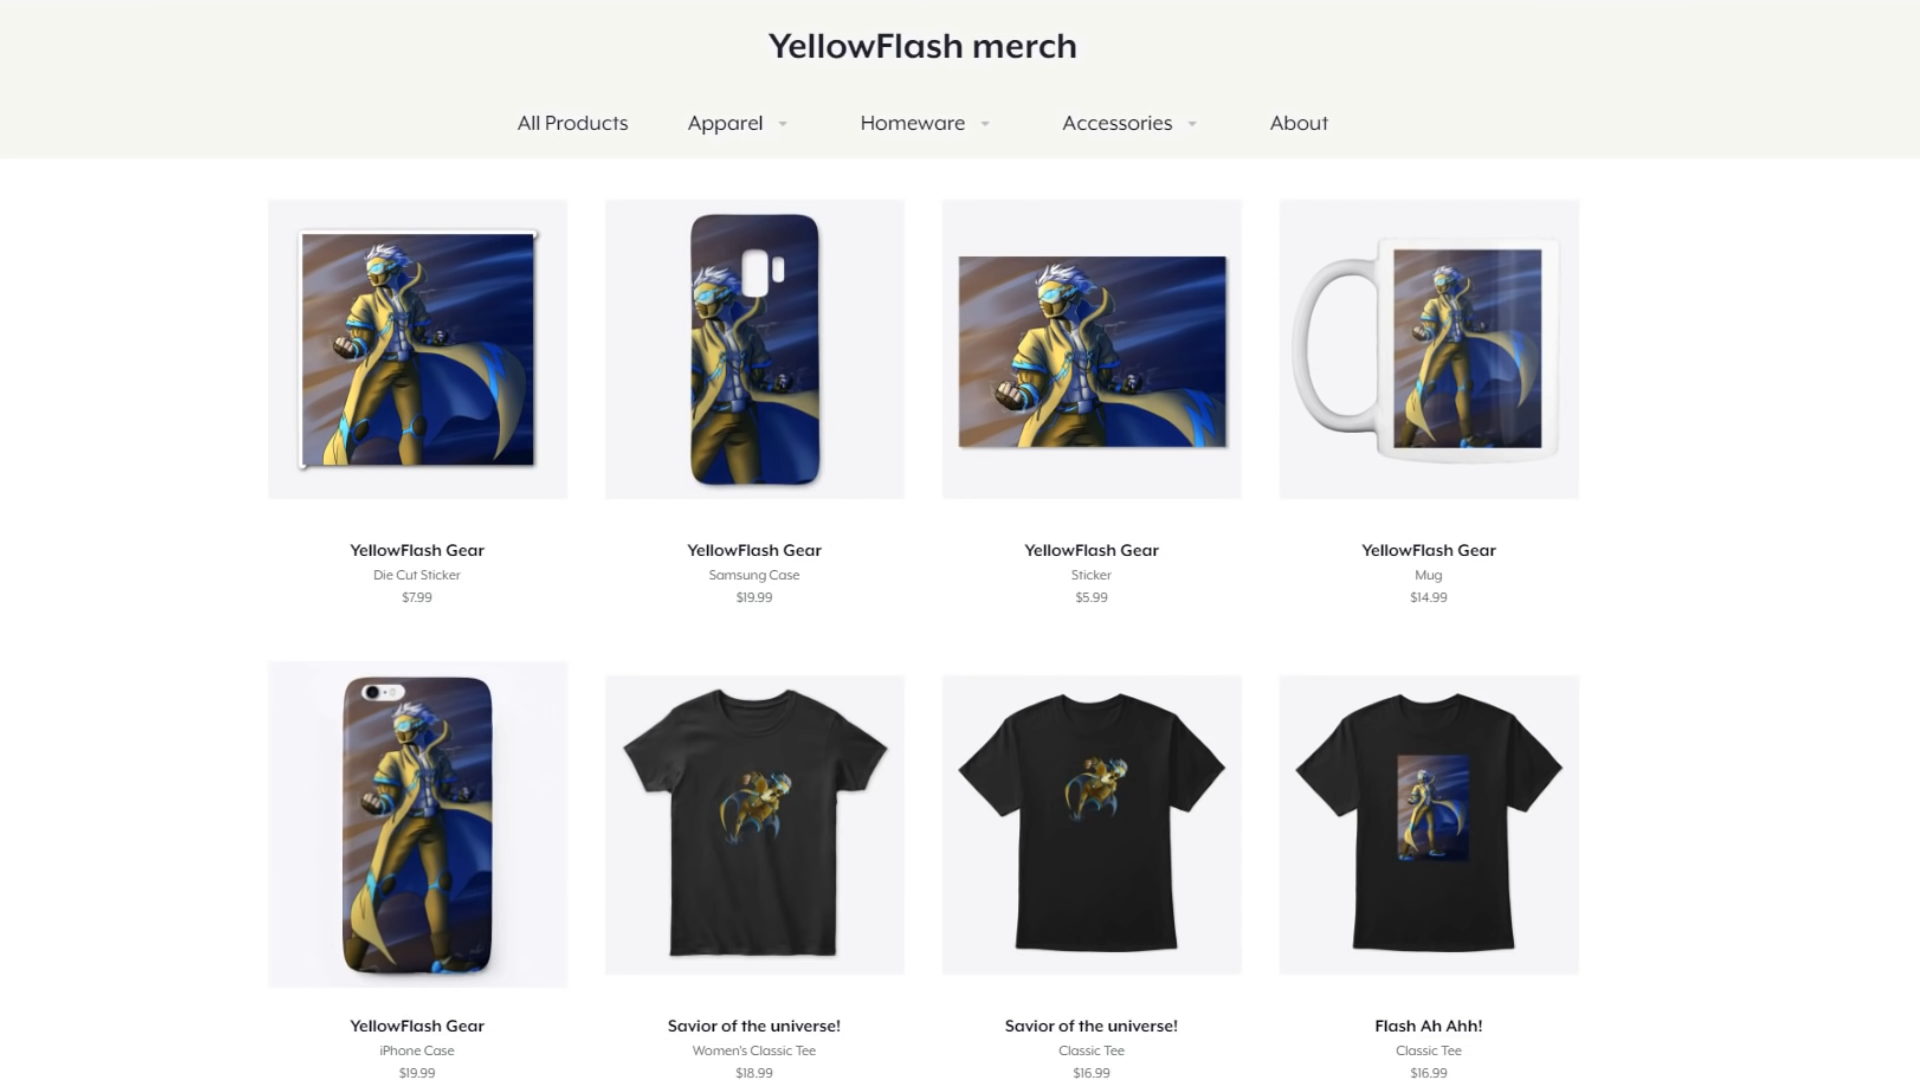 YellowFlash merch
All Products Apparel Homeware Accessories About
YellowFlash Gear
Die Cut Sticker
$7.99
YellowFlash Gear
Samsung Case
$19.99
YellowFlash Gear
Sticker
$5.99
YellowFlash Gear
Mug
$14.99
YellowFlash Gear
iPhone Case
$19.99
Savior of the universe!
Women's Classic Tee
$18.99
Savior of the universe!
Classic Tee
$16.99
Flash Ah Ahh!
Classic Tee
$16.99